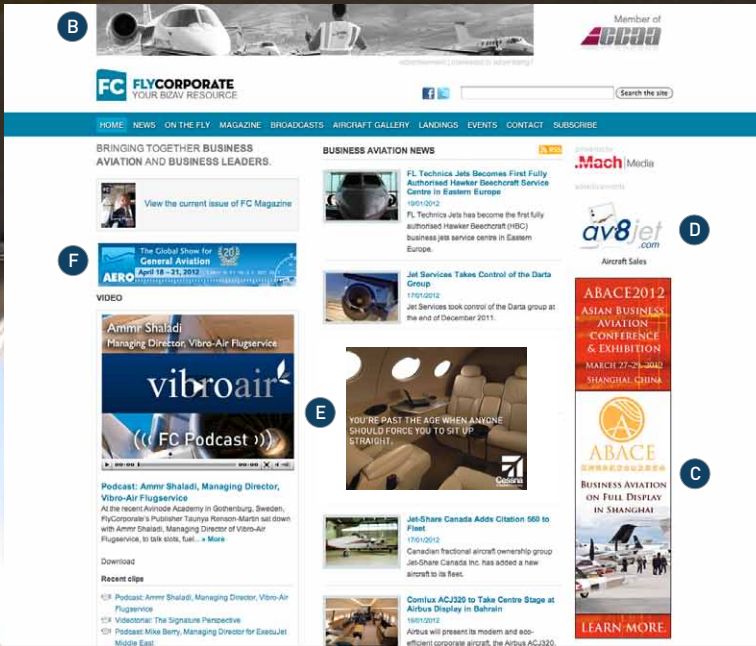 B
Member of
CCAA
advertisement | interested in advertising?
FC FLYCORPORATE
YOUR BIZAV RESOURCE
Search the site
HOME NEWS ON THE FLY MAGAZINE BROADCASTS AIRCRAFT GALLERY LANDINGS EVENTS CONTACT SUBSCRIBE
BRINGING TOGETHER BUSINESS
AVIATION AND BUSINESS LEADERS.
View the current issue of FC Magazine
F
The Global Show for
General Aviation
20
AERO
April 18 – 21, 2012
VIDEO
Ammr Shaladi
Managing Director, Vibro-Air Flugservice
vibroair
((( FC Podcast )))
00:00
00:00
Podcast: Ammr Shaladi, Managing Director,
Vibro-Air Flugservice
At the recent Avinode Academy in Gothenburg, Sweden,
FlyCorporate's Publisher Taunya Renson-Martin sat down
with Ammr Shaladi, Managing Director of Vibro-Air
Flugservice, to talk slots, fuel... » More
Download
Recent clips
Podcast: Ammr Shaladi, Managing Director, Vibro-Air
Flugservice
Videotorial: The Signature Perspective
Podcast: Mike Berry, Managing Director for ExecuJet
Middle East
BUSINESS AVIATION NEWS
RSS
FL Technics Jets Becomes First Fully
Authorised Hawker Beechcraft Service
Centre in Eastern Europe
19/01/2012
FL Technics Jets has become the first fully
authorised Hawker Beechcraft (HBC)
business jets service centre in Eastern
Europe.
Jet Services Takes Control of the Darta
Group
17/01/2012
Jet Services took control of the Darta group at
the end of December 2011.
E
YOU'RE PAST THE AGE WHEN ANYONE
SHOULD FORCE YOU TO SIT UP
STRAIGHT.
Cessna
Jet-Share Canada Adds Citation 560 to
Fleet
17/01/2012
Canadian fractional aircraft ownership group
Jet-Share Canada Inc. has added a new
aircraft to its fleet.
Comlux ACJ320 to Take Centre Stage at
Airbus Display in Bahrain
16/01/2012
Airbus will present its modern and eco-
efficient corporate aircraft, the Airbus ACJ320,
powered by
.Mach Media
advertisements
av8jet
.com
D
Aircraft Sales
ABACE2012
ASIAN BUSINESS
AVIATION
CONFERENCE
& EXHIBITION
MARCH 27–29, 2012
SHANGHAI, CHINA
ABACE
C
BUSINESS AVIATION
ON FULL DISPLAY
IN SHANGHAI
LEARN MORE